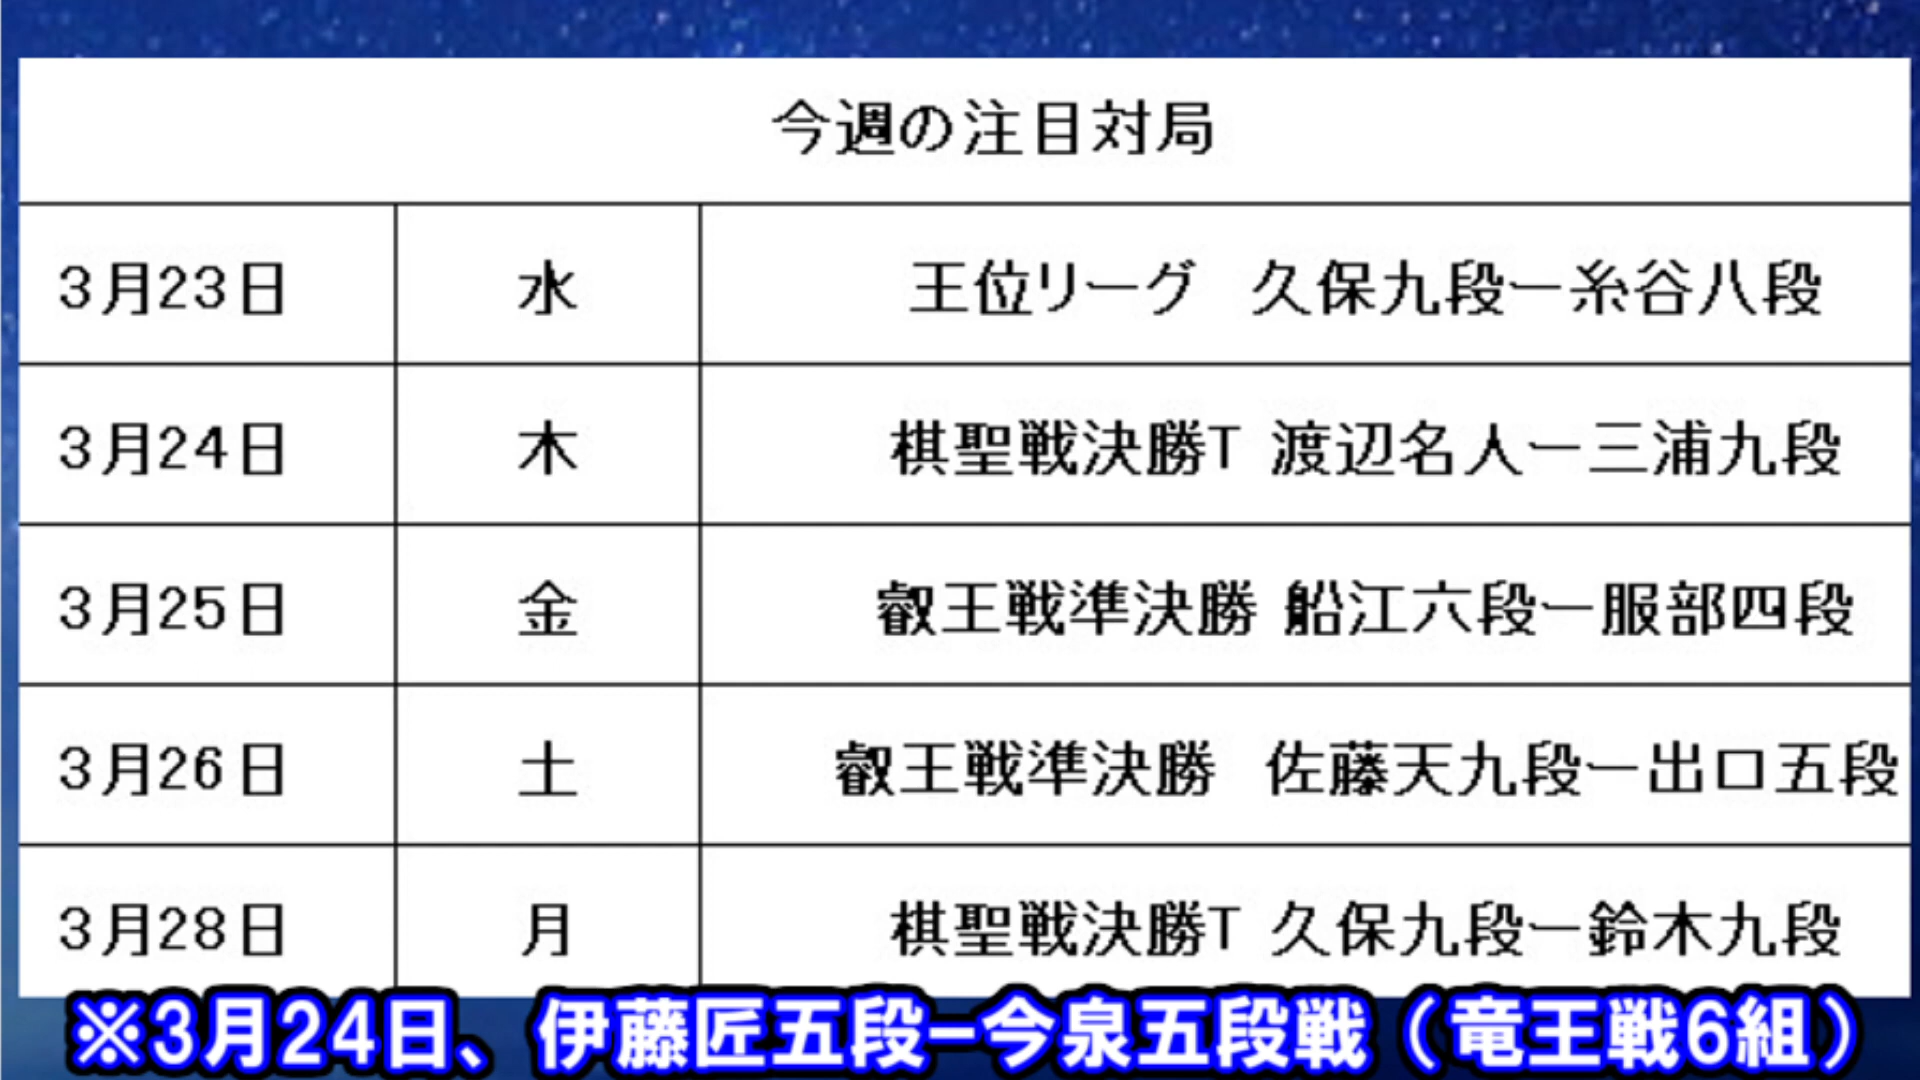 今週の注目対局
3月23日 水 王位リーグ 久保九段ー糸谷八段
3月24日 木 棋聖戦決勝T 渡辺名人ー三浦九段
3月25日 金 叡王戦準決勝 船江六段ー服部四段
3月26日 土 叡王戦準決勝 佐藤天九段ー出口五段
3月28日 月 棋聖戦決勝T 久保九段ー鈴木九段
※3月24日、伊藤匠五段ー今泉五段戦（竜王戦6組）